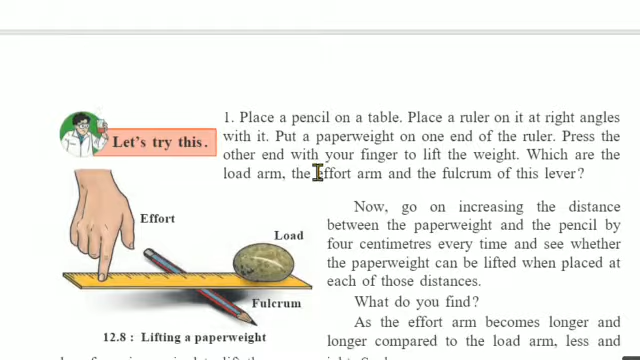 Let's try this.
1. Place a pencil on a table. Place a ruler on it at right angles
with it. Put a paperweight on one end of the ruler. Press the
other end with your finger to lift the weight. Which are the
load arm, the effort arm and the fulcrum of this lever?
Effort
Load
Fulcrum
12.8 : Lifting a paperweight
Now, go on increasing the distance
between the paperweight and the pencil by
four centimetres every time and see whether
the paperweight can be lifted when placed at
each of those distances.
What do you find?
As the effort arm becomes longer and
longer compared to the load arm, less and